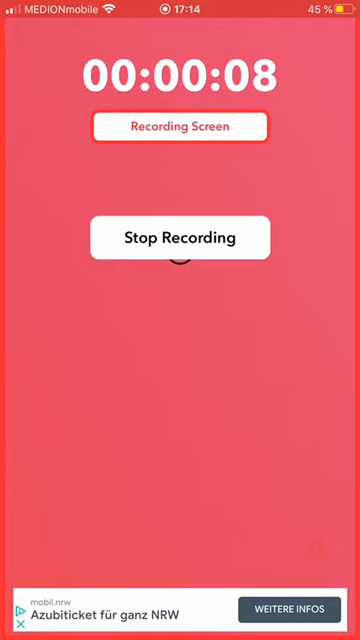 MEDIONmobile 17:14 45 %
00:00:08
Recording Screen
Stop Recording
mobil.nrw
Azubiticket für ganz NRW
WEITERE INFOS